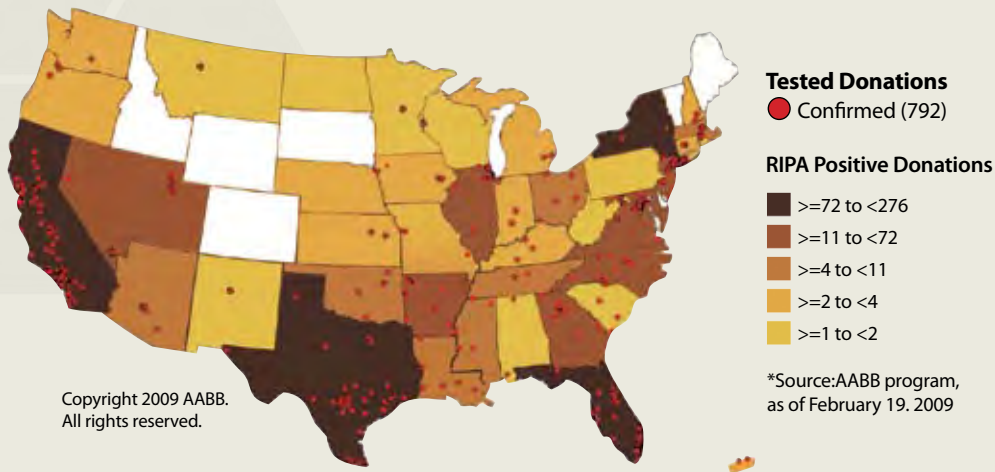 Tested Donations
Confirmed (792)
RIPA Positive Donations
>=72 to <276
>=11 to <72
>=4 to <11
>=2 to <4
>=1 to <2
*Source:AABB program,
as of February 19. 2009
Copyright 2009 AABB.
All rights reserved.